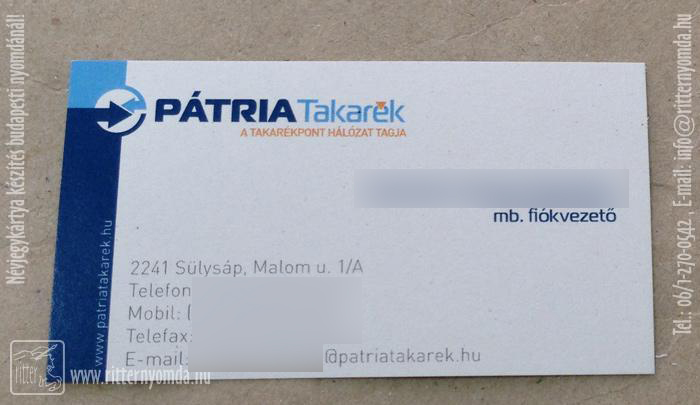 PÁTRIA Takarék
A TAKARÉKPONT HÁLÓZAT TAGJA
mb. fiókvezető
2241 Sülysáp, Malom u. 1/A
Telefon
Mobil: (
Telefax:
E-mail: @patriatakarek.hu
www.patriatakarek.hu
Névjegykártya készítés budapesti nyomdánál!
Tel.: 06/1-270-0542 E-mail: info@ritternyomda.hu
ritter
www.ritternyomda.hu